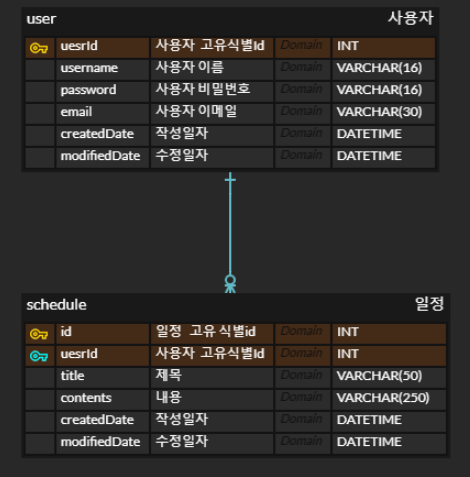 user 사용자
uesrId 사용자 고유식별Id Domain INT
username 사용자 이름 Domain VARCHAR(16)
password 사용자 비밀번호 Domain VARCHAR(16)
email 사용자 이메일 Domain VARCHAR(30)
createdDate 작성일자 Domain DATETIME
modifiedDate 수정일자 Domain DATETIME
schedule 일정
id 일정 고유 식별id Domain INT
uesrId 사용자 고유식별Id Domain INT
title 제목 Domain VARCHAR(50)
contents 내용 Domain VARCHAR(250)
createdDate 작성일자 Domain DATETIME
modifiedDate 수정일자 Domain DATETIME